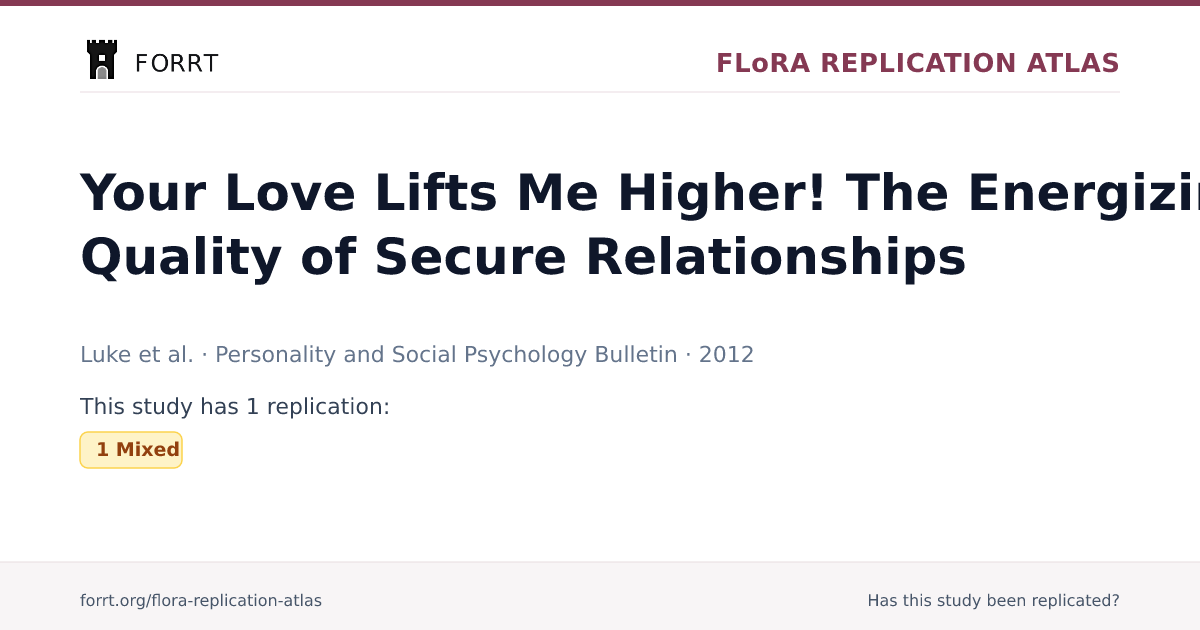 FORRT
FLoRA REPLICATION ATLAS
Your Love Lifts Me Higher! The Energizi
Quality of Secure Relationships
Luke et al. · Personality and Social Psychology Bulletin · 2012
This study has 1 replication:
1 Mixed
forrt.org/flora-replication-atlas
Has this study been replicated?